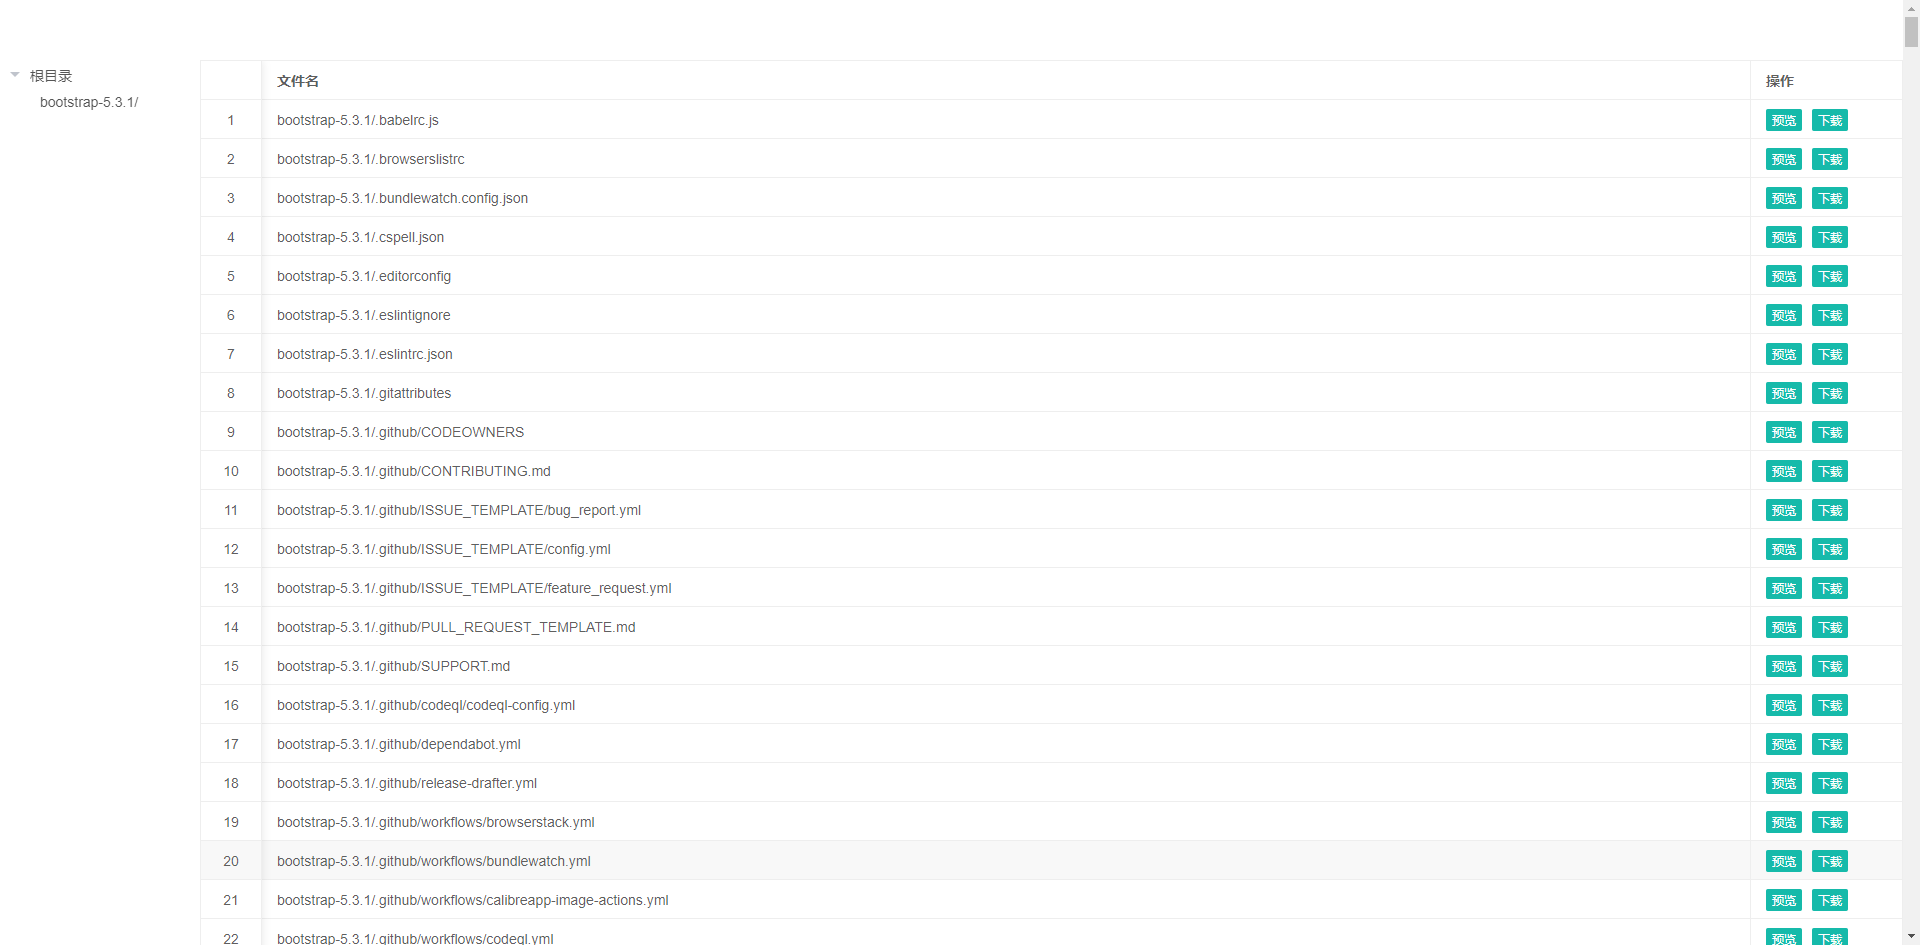 根目录
bootstrap-5.3.1/
文件名 操作
1 bootstrap-5.3.1/.babelrc.js 预览 下载
2 bootstrap-5.3.1/.browserslistrc 预览 下载
3 bootstrap-5.3.1/.bundlewatch.config.json 预览 下载
4 bootstrap-5.3.1/.cspell.json 预览 下载
5 bootstrap-5.3.1/.editorconfig 预览 下载
6 bootstrap-5.3.1/.eslintignore 预览 下载
7 bootstrap-5.3.1/.eslintrc.json 预览 下载
8 bootstrap-5.3.1/.gitattributes 预览 下载
9 bootstrap-5.3.1/.github/CODEOWNERS 预览 下载
10 bootstrap-5.3.1/.github/CONTRIBUTING.md 预览 下载
11 bootstrap-5.3.1/.github/ISSUE_TEMPLATE/bug_report.yml 预览 下载
12 bootstrap-5.3.1/.github/ISSUE_TEMPLATE/config.yml 预览 下载
13 bootstrap-5.3.1/.github/ISSUE_TEMPLATE/feature_request.yml 预览 下载
14 bootstrap-5.3.1/.github/PULL_REQUEST_TEMPLATE.md 预览 下载
15 bootstrap-5.3.1/.github/SUPPORT.md 预览 下载
16 bootstrap-5.3.1/.github/codeql/codeql-config.yml 预览 下载
17 bootstrap-5.3.1/.github/dependabot.yml 预览 下载
18 bootstrap-5.3.1/.github/release-drafter.yml 预览 下载
19 bootstrap-5.3.1/.github/workflows/browserstack.yml 预览 下载
20 bootstrap-5.3.1/.github/workflows/bundlewatch.yml 预览 下载
21 bootstrap-5.3.1/.github/workflows/calibreapp-image-actions.yml 预览 下载
22 bootstrap-5.3.1/.github/workflows/codeql.yml 预览 下载